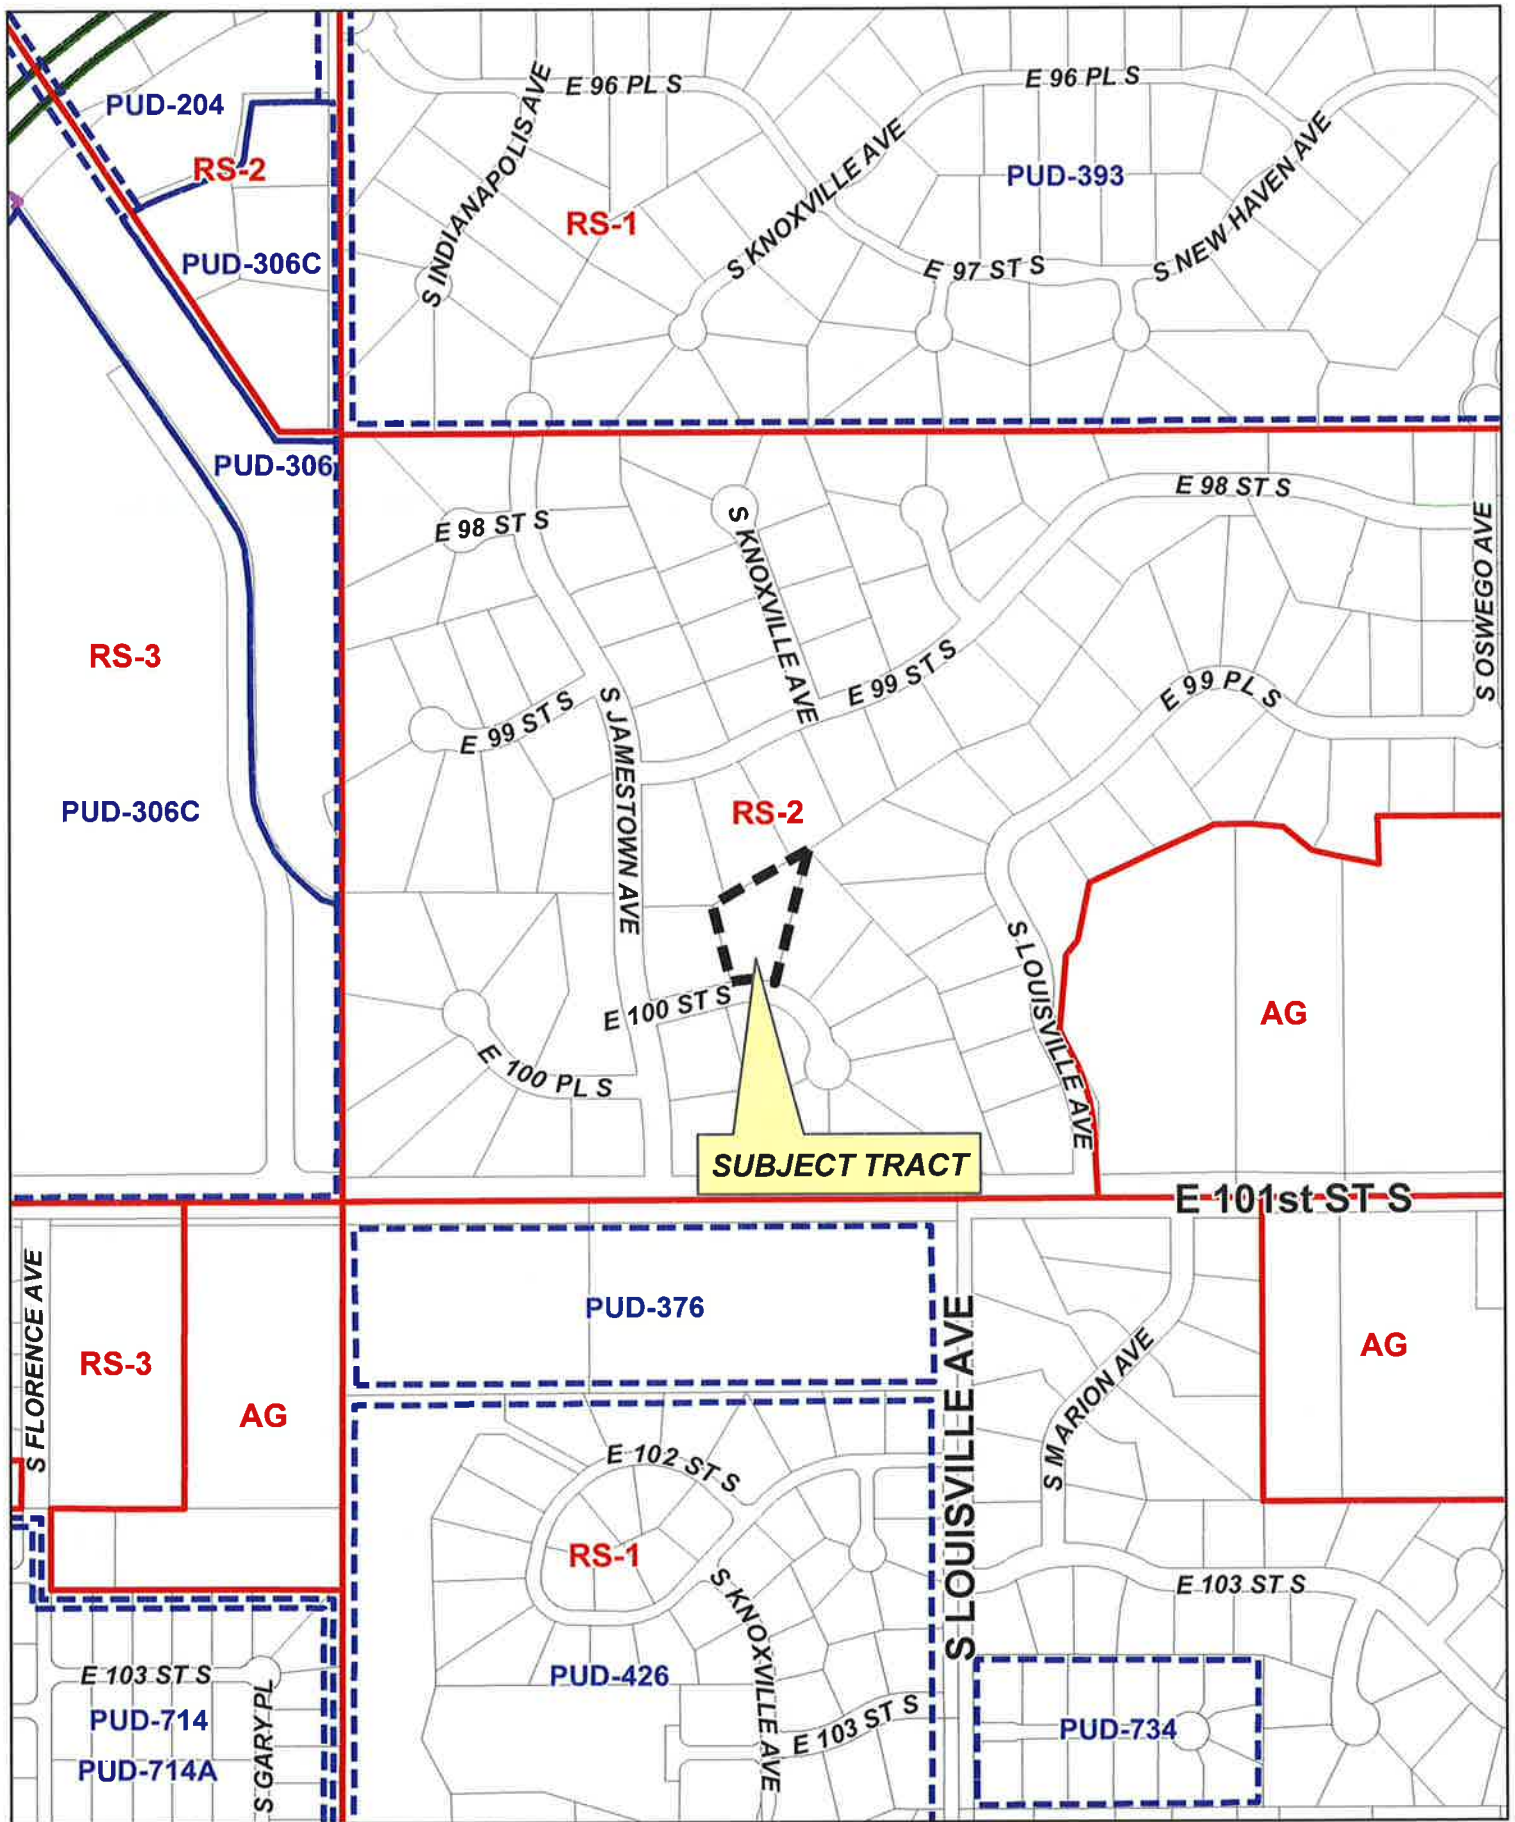 E 96 PL S
E 96 PL S
PUD-204
S INDIANAPOLIS AVE
S KNOXVILLE AVE
S NEW HAVEN AVE
RS-2
PUD-393
RS-1
PUD-306C
E 97 ST S
PUD-306
E 98 ST S
E 98 ST S
S KNOXVILLE AVE
S OSWEGO AVE
RS-3
E 99 ST S
E 99 ST S
E 99 PL S
S JAMESTOWN AVE
PUD-306C
RS-2
S LOUISVILLE AVE
E 100 ST S
AG
E 100 PL S
SUBJECT TRACT
E 101st ST S
S FLORENCE AVE
PUD-376
S LOUISVILLE AVE
S MARION AVE
RS-3
AG
AG
E 102 ST S
RS-1
S KNOXVILLE AVE
E 103 ST S
E 103 ST S
PUD-426
S GARY PL
PUD-714
E 103 ST S
PUD-734
PUD-714A